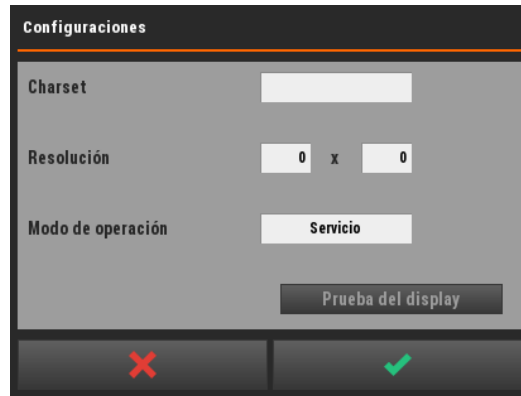 Configuraciones
Charset
Resolución 0 x 0
Modo de operación Servicio
Prueba del display